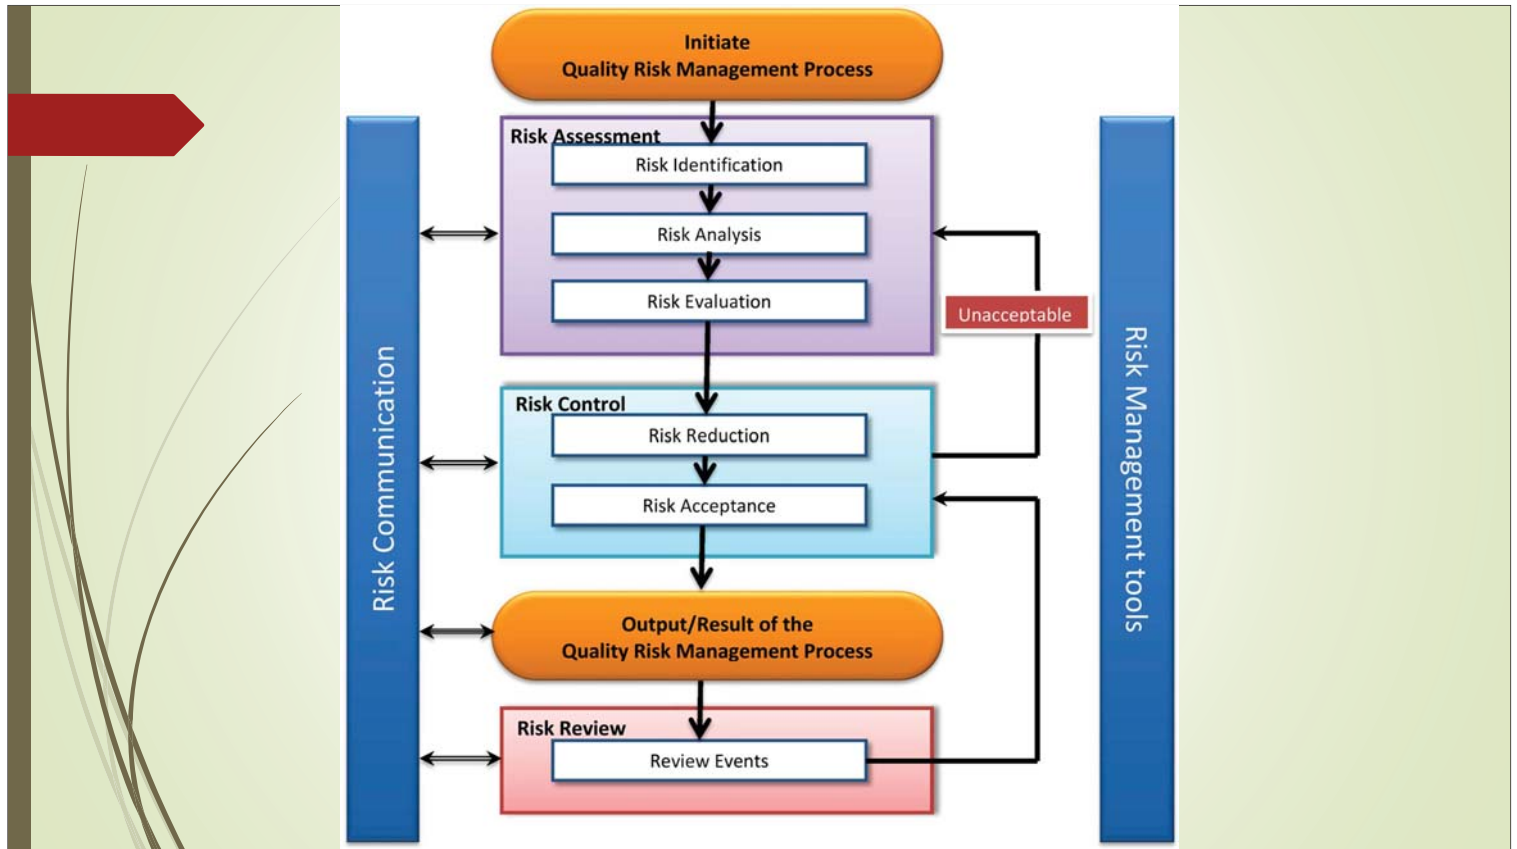 Initiate
Quality Risk Management Process
Risk Assessment
Risk Identification
Risk Analysis
Risk Evaluation
Unacceptable
Risk Control
Risk Reduction
Risk Acceptance
Output/Result of the
Quality Risk Management Process
Risk Review
Review Events
Risk Communication
Risk Management tools